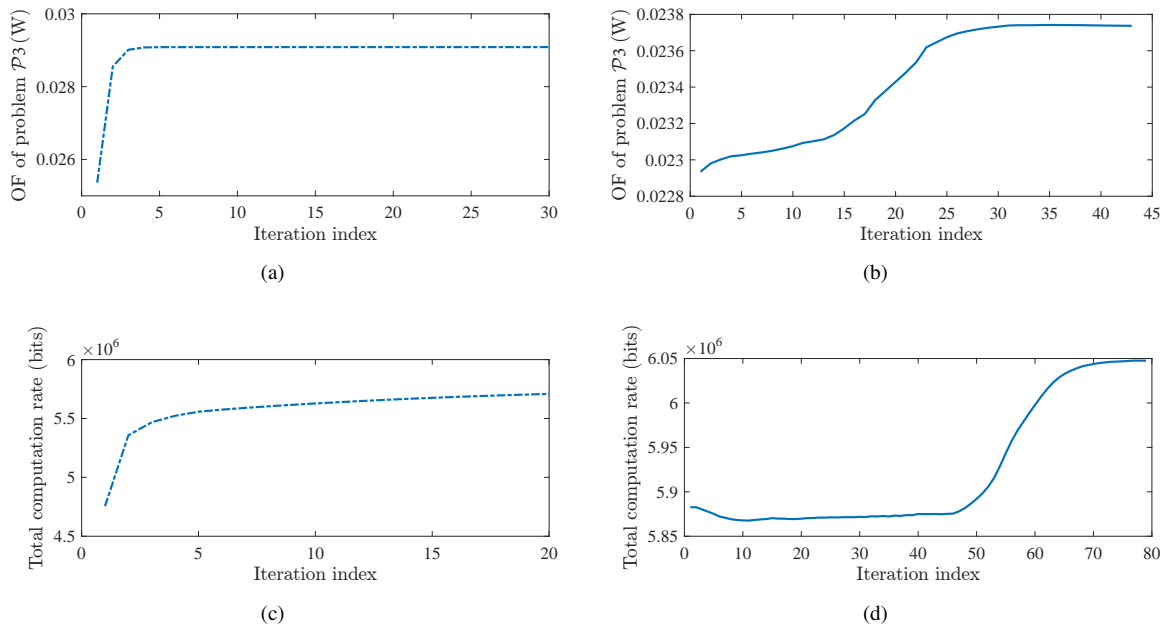 0.03
0.028
0.026
OF of problem 𝒫3 (W)
0 5 10 15 20 25 30
Iteration index
(a)
0.0238
0.0236
0.0234
0.0232
0.023
0.0228
OF of problem 𝒫3 (W)
0 5 10 15 20 25 30 35 40 45
Iteration index
(b)
×10⁶
6
5.5
5
4.5
Total computation rate (bits)
0 5 10 15 20
Iteration index
(c)
×10⁶
6.05
6
5.95
5.9
5.85
Total computation rate (bits)
0 10 20 30 40 50 60 70 80
Iteration index
(d)